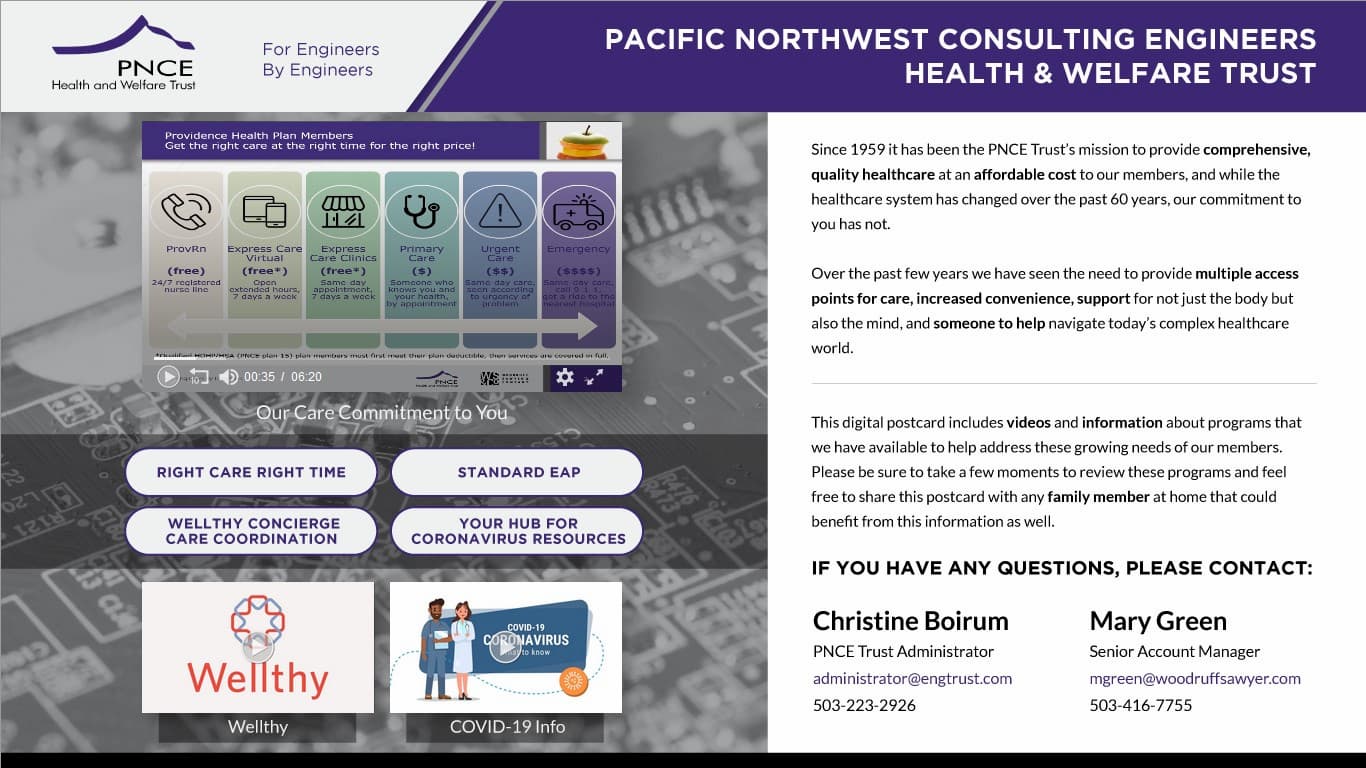 PNCE
Health and Welfare Trust
For Engineers
By Engineers
PACIFIC NORTHWEST CONSULTING ENGINEERS
HEALTH & WELFARE TRUST
Providence Health Plan Members
Get the right care at the right time for the right price!
ProvRn
(free)
24/7 registered
nurse line
Express Care
Virtual
(free*)
Open
extended hours,
7 days a week
Express
Care Clinics
(free*)
Same-day
appointment,
7 days a week
Primary
Care
($)
Someone who
knows you and
your health,
by appointment
Urgent
Care
($$)
Same-day care,
seen according
to urgency of
problem
Emergency
($$$$)
Same-day care,
call 9-1-1,
got a ride to the
nearest hospital
*Qualified HDHP/HSA (PNCE plan 15) plan members must first meet their plan deductible, then services are covered in full.
10
00:35 / 06:20
PNCE
Our Care Commitment to You
RIGHT CARE RIGHT TIME
STANDARD EAP
WELLTHY CONCIERGE
CARE COORDINATION
YOUR HUB FOR
CORONAVIRUS RESOURCES
Wellthy
COVID-19
CORONAVIRUS
What to know
Wellthy
COVID-19 Info
Since 1959 it has been the PNCE Trust's mission to provide comprehensive,
quality healthcare at an affordable cost to our members, and while the
healthcare system has changed over the past 60 years, our commitment to
you has not.
Over the past few years we have seen the need to provide multiple access
points for care, increased convenience, support for not just the body but
also the mind, and someone to help navigate today's complex healthcare
world.
This digital postcard includes videos and information about programs that
we have available to help address these growing needs of our members.
Please be sure to take a few moments to review these programs and feel
free to share this postcard with any family member at home that could
benefit from this information as well.
IF YOU HAVE ANY QUESTIONS, PLEASE CONTACT:
Christine Boirum
PNCE Trust Administrator
administrator@engtrust.com
503-223-2926
Mary Green
Senior Account Manager
mgreen@woodruffsawyer.com
503-416-7755